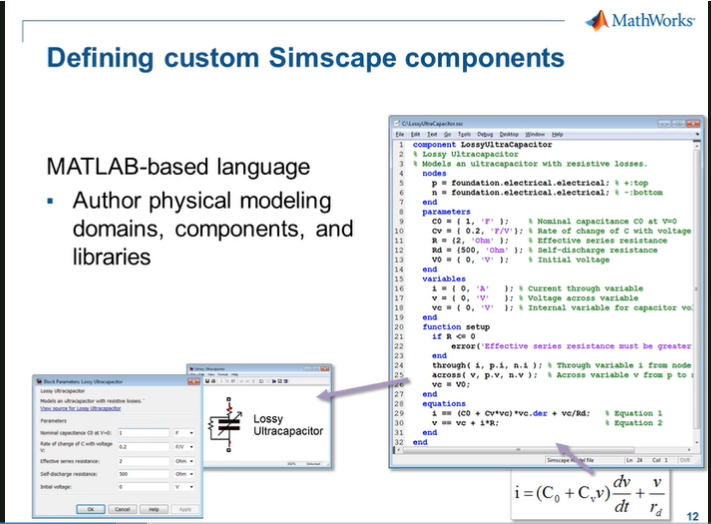 MathWorks
Defining custom Simscape components
MATLAB-based language
Author physical modeling
domains, components, and
libraries
C:\LossyUltraCapacitor.ssc
File Edit Text Go Tools Debug Desktop Window Help
1 component LossyUltraCapacitor
2 % Lossy Ultracapacitor
3 % Models an ultracapacitor with resistive losses.
4 nodes
5 p = foundation.electrical.electrical; % +:top
6 n = foundation.electrical.electrical; % -:bottom
7 end
8 parameters
9 C0 = { 1, 'F' }; % Nominal capacitance C0 at V=0
10 Cv = { 0.2, 'F/V'}; % Rate of change of C with voltage
11 R = {2, 'Ohm' }; % Effective series resistance
12 Rd = {500, 'Ohm' }; % Self-discharge resistance
13 V0 = { 0, 'V' }; % Initial voltage
14 end
15 variables
16 i = { 0, 'A' }; % Current through variable
17 v = { 0, 'V' }; % Voltage across variable
18 vc = { 0, 'V' }; % Internal variable for capacitor vo
19 end
20 function setup
21 if R <= 0
22 error('Effective series resistance must be greater
23 end
24 through( i, p.i, n.i ); % Through variable i from node
25 across( v, p.v, n.v ); % Across variable v from p to
26 vc = V0;
27 end
28 equations
29 i == (C0 + Cv*vc)*vc.der + vc/Rd; % Equation 1
30 v == vc + i*R; % Equation 2
31 end
32 end
Simscape model file Ln 24 Col 1 OVR
Lossy
Ultracapacitor
Block Parameters: Lossy Ultracapacitor
Lossy Ultracapacitor
Models an ultracapacitor with resistive losses.
View source for Lossy Ultracapacitor
Parameters
Nominal capacitance C0 at V=0: 1 F
Rate of change of C with voltage
V: 0.2 F/V
Effective series resistance: 2 Ohm
Self-discharge resistance: 500 Ohm
Initial voltage: 0 V
OK Cancel Help Apply
i = (C₀ + Cᵥv) dv/dt + v/r_d
12